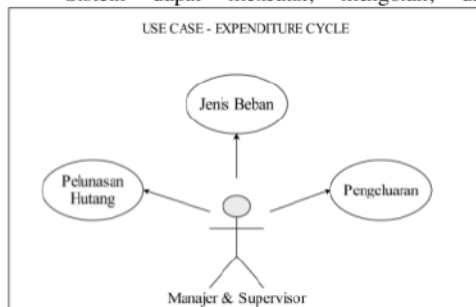 USE CASE - EXPENDITURE CYCLE
Jenis Beban
Pelunasan
Hutang
Pengeluaran
Manajer & Supervisor